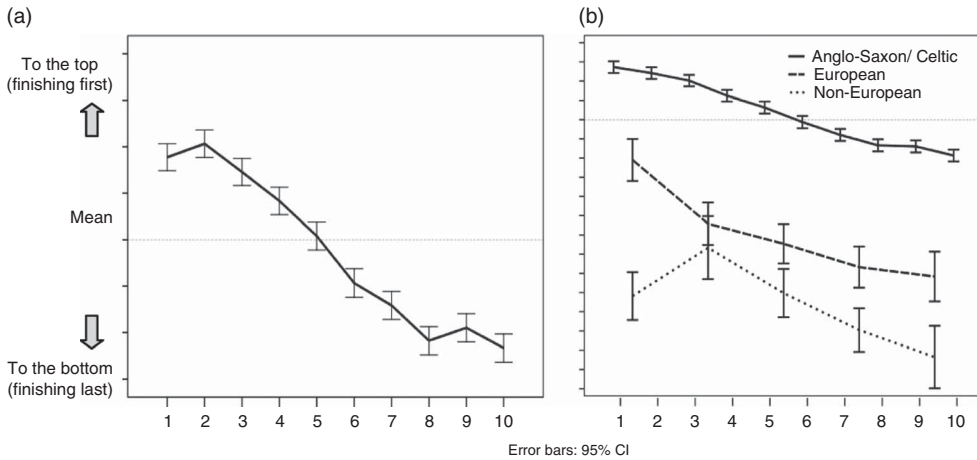 (a)
To the top
(finishing first)
Mean
To the bottom
(finishing last)
1 2 3 4 5 6 7 8 9 10
(b)
Anglo-Saxon/ Celtic
European
Non-European
1 2 3 4 5 6 7 8 9 10
Error bars: 95% CI